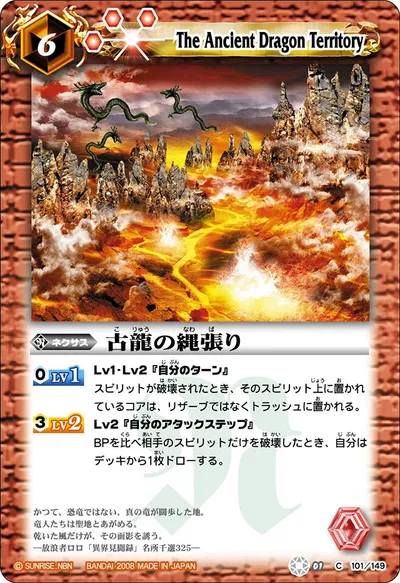 6
The Ancient Dragon Territory
ネクサス 古龍の縄張り
こ りゅう なわ ば
0 LV1 Lv1・Lv2『自分のターン』
スピリットが破壊されたとき、そのスピリット上に置かれ
ているコアは、リザーブではなくトラッシュに置かれる。
3 LV2 Lv2『自分のアタックステップ』
BPを比べ相手のスピリットだけを破壊したとき、自分は
デッキから1枚ドローする。
かつて、恐竜ではない、真の竜が闊歩した地。
竜人たちは聖地とあがめる。
乾いた風だけが、その面影を誘う。
—放浪者ロロ「異界見聞録」名所千選325—
© SUNRISE・NBN BANDAI 2008 MADE IN JAPAN 01 C 101/149